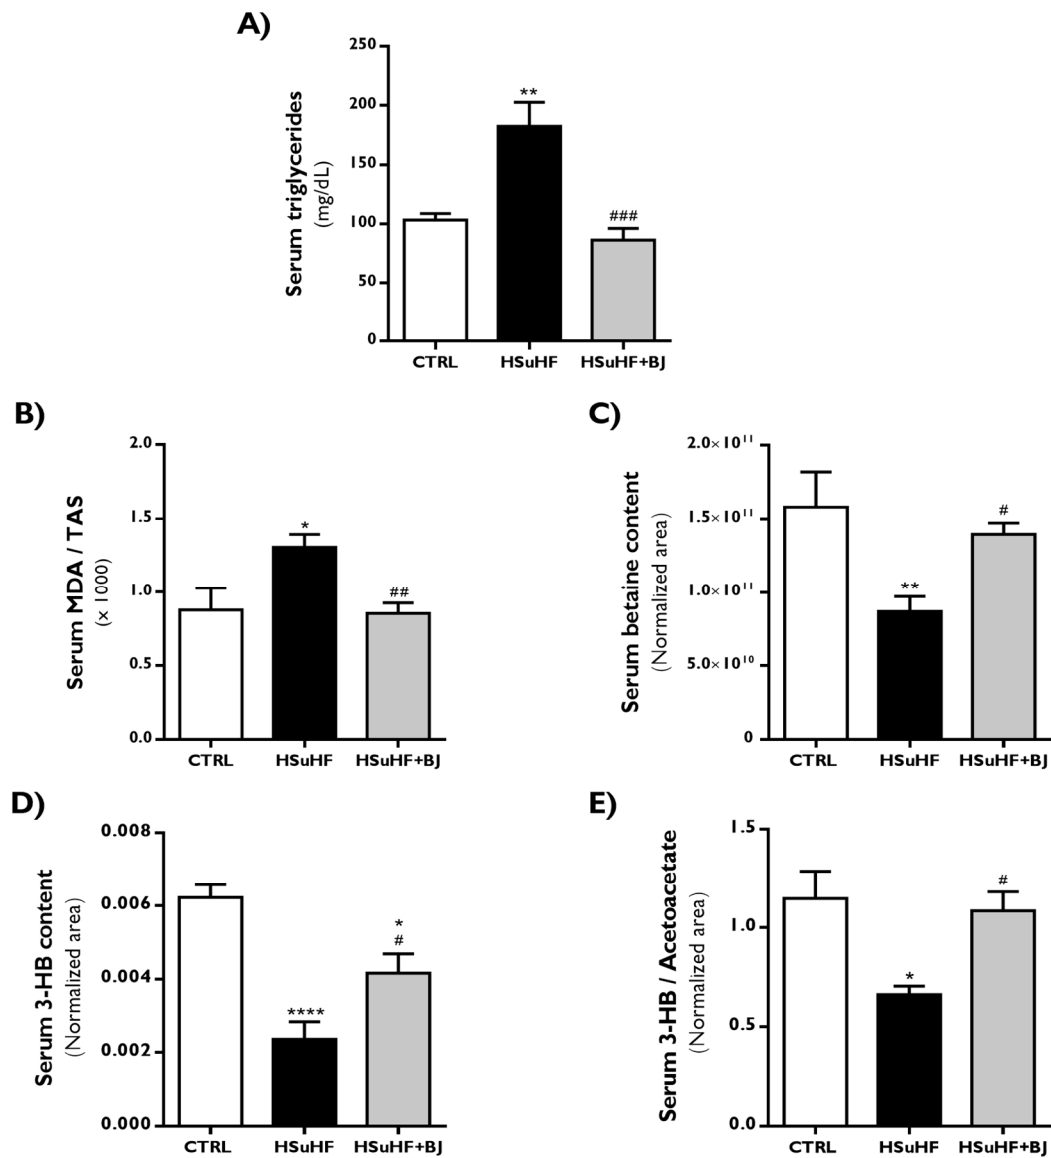 A)
Serum triglycerides
(mg/dL)
250
200
150
100
50
0
**
###
CTRL
HSuHF
HSuHF+BJ
B)
Serum MDA / TAS
(× 1000)
2.0
1.5
1.0
0.5
0.0
*
##
CTRL
HSuHF
HSuHF+BJ
C)
Serum betaine content
(Normalized area)
2.0×10¹¹
1.5×10¹¹
1.0×10¹¹
5.0×10¹⁰
0
**
#
CTRL
HSuHF
HSuHF+BJ
D)
Serum 3-HB content
(Normalized area)
0.008
0.006
0.004
0.002
0.000
****
*
#
CTRL
HSuHF
HSuHF+BJ
E)
Serum 3-HB / Acetoacetate
(Normalized area)
1.5
1.0
0.5
0.0
*
#
CTRL
HSuHF
HSuHF+BJ